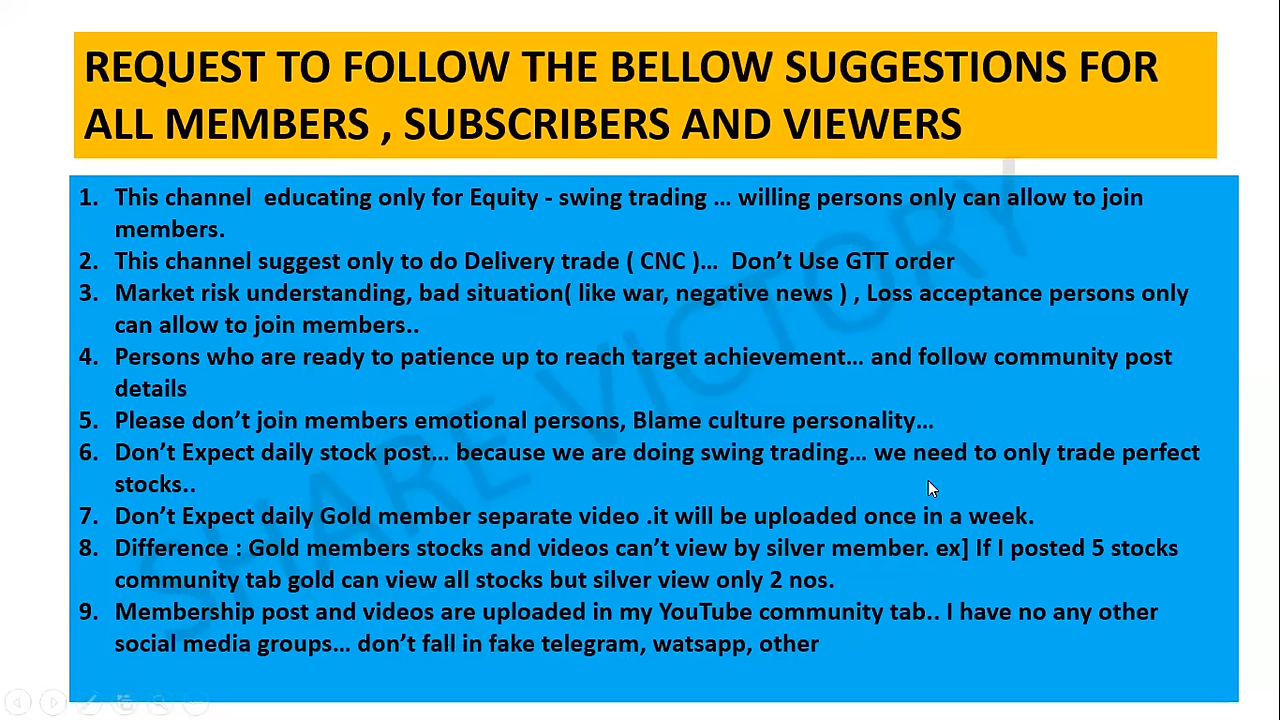 REQUEST TO FOLLOW THE BELLOW SUGGESTIONS FOR
ALL MEMBERS , SUBSCRIBERS AND VIEWERS
1. This channel educating only for Equity - swing trading ... willing persons only can allow to join
members.
2. This channel suggest only to do Delivery trade ( CNC )... Don't Use GTT order
3. Market risk understanding, bad situation( like war, negative news ) , Loss acceptance persons only
can allow to join members..
4. Persons who are ready to patience up to reach target achievement... and follow community post
details
5. Please don't join members emotional persons, Blame culture personality...
6. Don't Expect daily stock post... because we are doing swing trading... we need to only trade perfect
stocks..
7. Don't Expect daily Gold member separate video .it will be uploaded once in a week.
8. Difference : Gold members stocks and videos can't view by silver member. ex] If I posted 5 stocks
community tab gold can view all stocks but silver view only 2 nos.
9. Membership post and videos are uploaded in my YouTube community tab.. I have no any other
social media groups... don't fall in fake telegram, watsapp, other
SHARE VICTORY